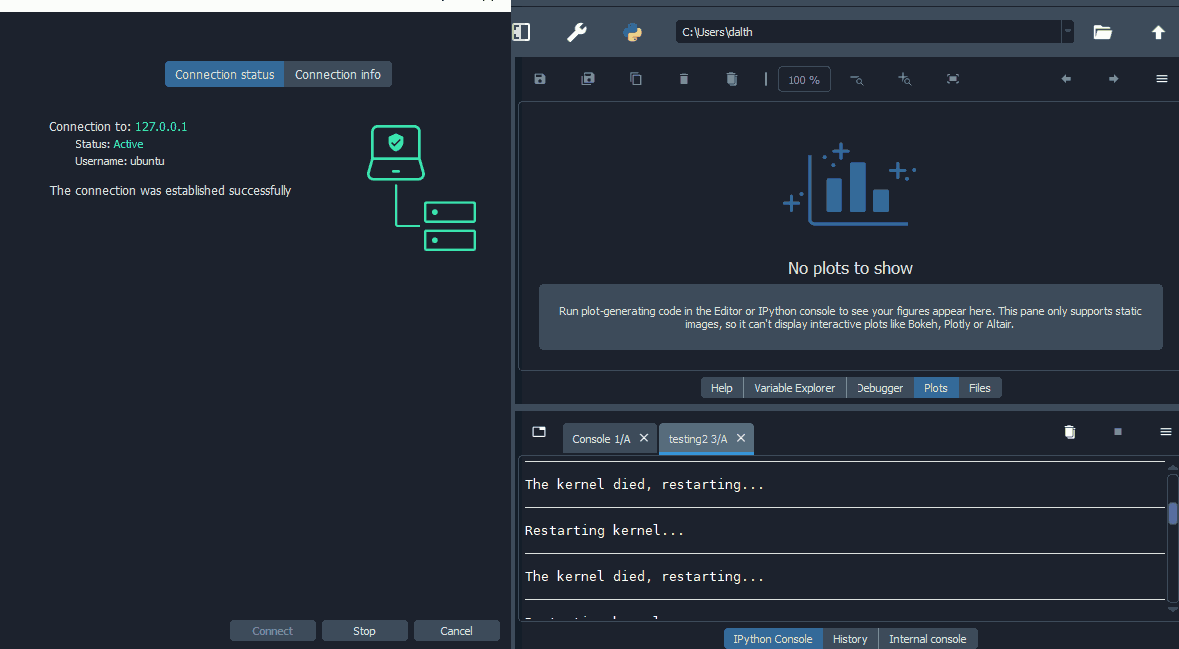 Connection status
Connection info
Connection to: 127.0.0.1
Status: Active
Username: ubuntu
The connection was established successfully
Connect
Stop
Cancel
C:\Users\dalth
100 %
No plots to show
Run plot-generating code in the Editor or IPython console to see your figures appear here. This pane only supports static
images, so it can't display interactive plots like Bokeh, Plotly or Altair.
Help
Variable Explorer
Debugger
Plots
Files
Console 1/A
testing2 3/A
The kernel died, restarting...
Restarting kernel...
The kernel died, restarting...
IPython Console
History
Internal console